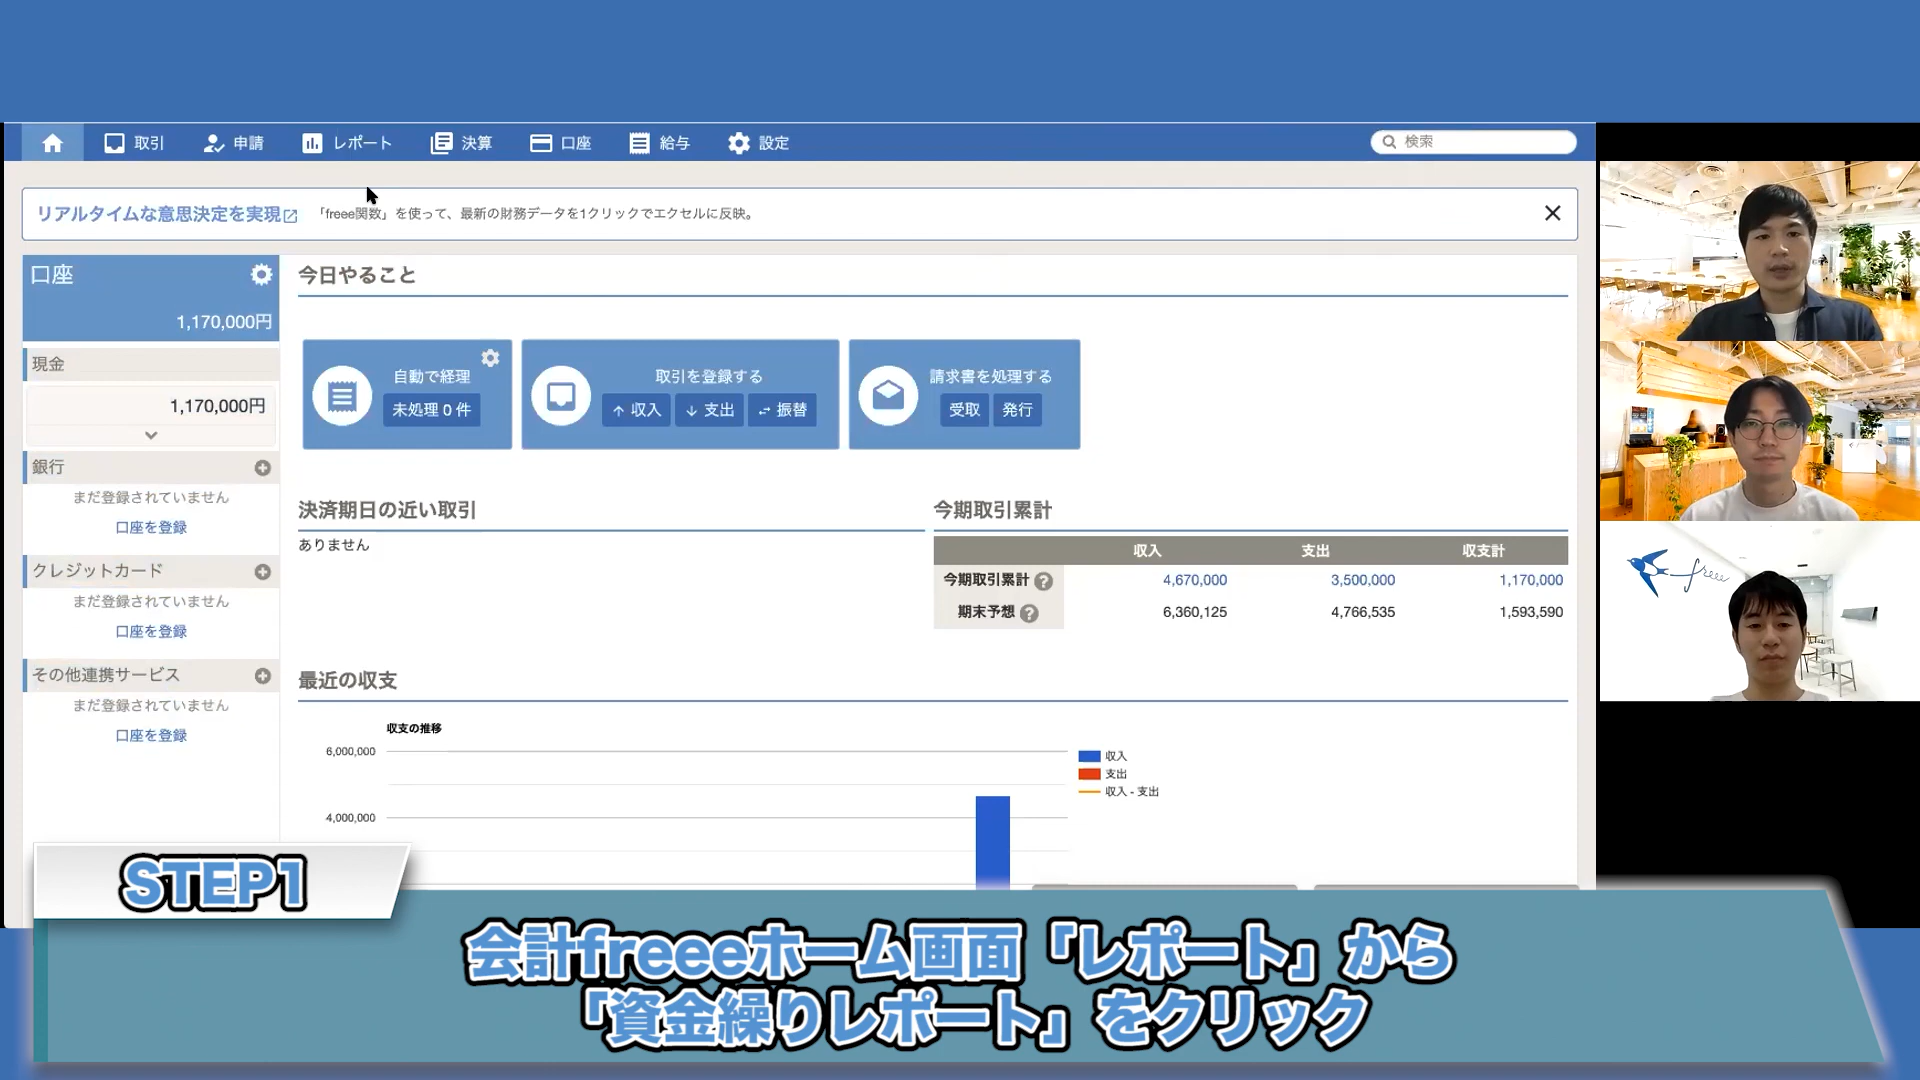 取引
申請
レポート
決算
口座
給与
設定
検索
リアルタイムな意思決定を実現
「freee関数」を使って、最新の財務データを1クリックでエクセルに反映。
口座
1,170,000円
現金
1,170,000円
銀行
まだ登録されていません
口座を登録
クレジットカード
まだ登録されていません
口座を登録
その他連携サービス
まだ登録されていません
口座を登録
今日やること
自動で経理
未処理 0 件
取引を登録する
収入
支出
振替
請求書を処理する
受取
発行
決済期日の近い取引
ありません
今期取引累計
収入 支出 収支計
今期取引累計 4,670,000 3,500,000 1,170,000
期末予想 6,360,125 4,766,535 1,593,590
最近の収支
収支の推移
6,000,000
4,000,000
収入
支出
収入 - 支出
freee
STEP1
会計freeeホーム画面「レポート」から
「資金繰りレポート」をクリック